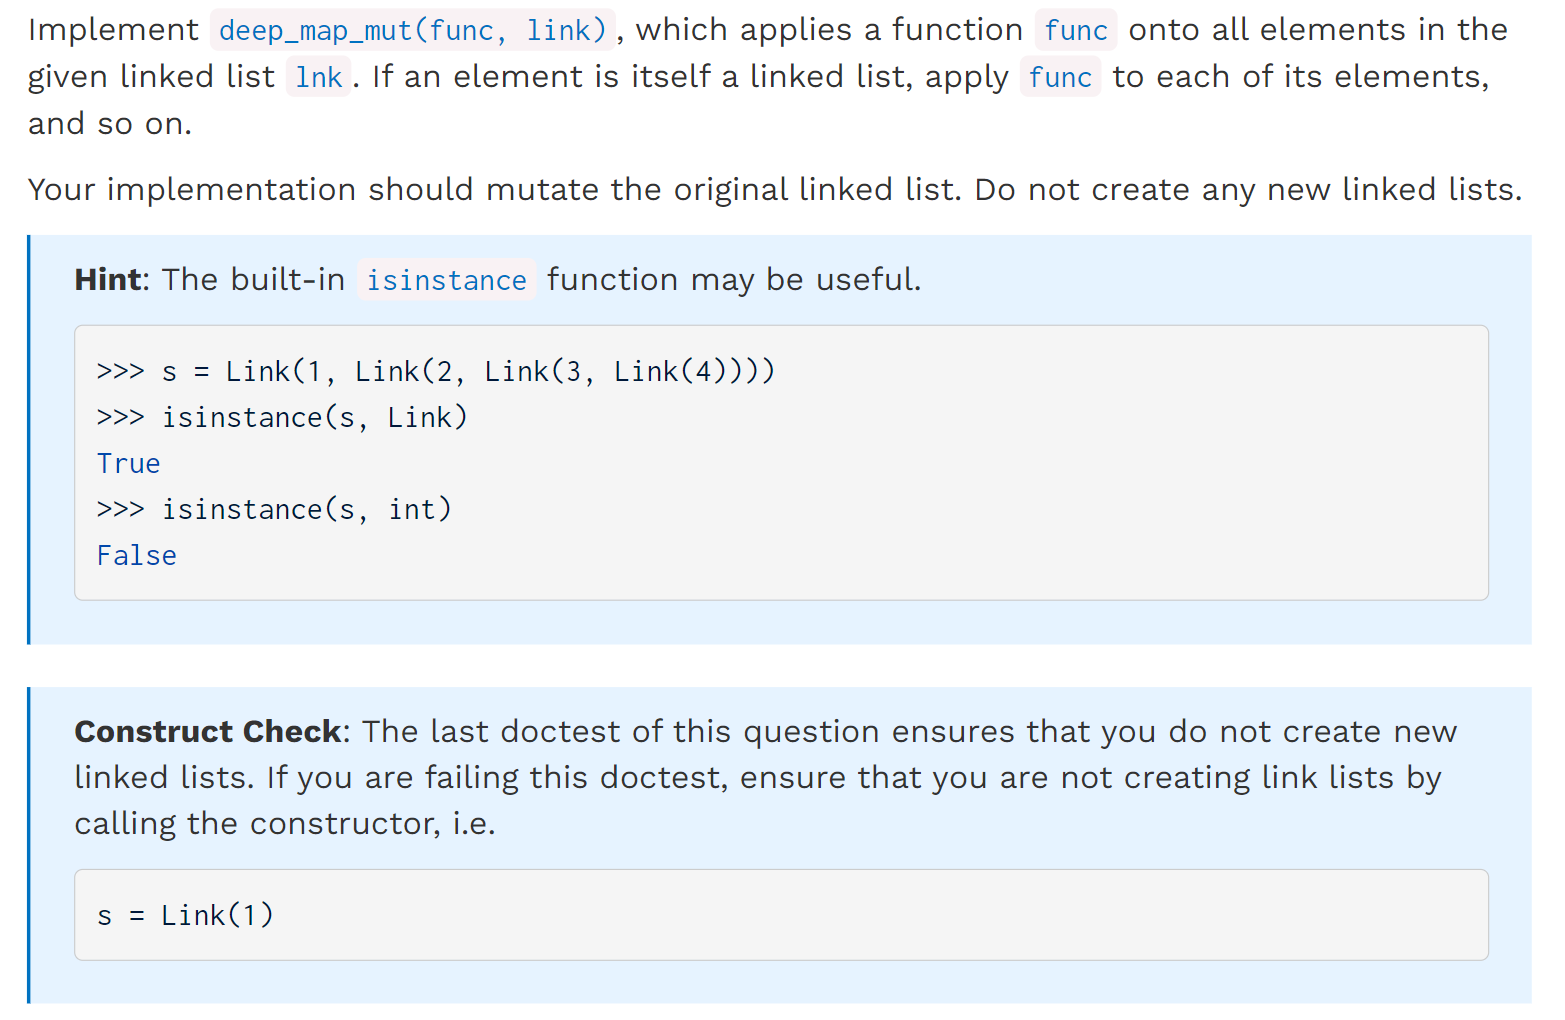 Implement deep_map_mut(func, link), which applies a function func onto all elements in the
given linked list lnk. If an element is itself a linked list, apply func to each of its elements,
and so on.
Your implementation should mutate the original linked list. Do not create any new linked lists.
Hint: The built-in isinstance function may be useful.
>>> s = Link(1, Link(2, Link(3, Link(4))))
>>> isinstance(s, Link)
True
>>> isinstance(s, int)
False
Construct Check: The last doctest of this question ensures that you do not create new
linked lists. If you are failing this doctest, ensure that you are not creating link lists by
calling the constructor, i.e.
s = Link(1)